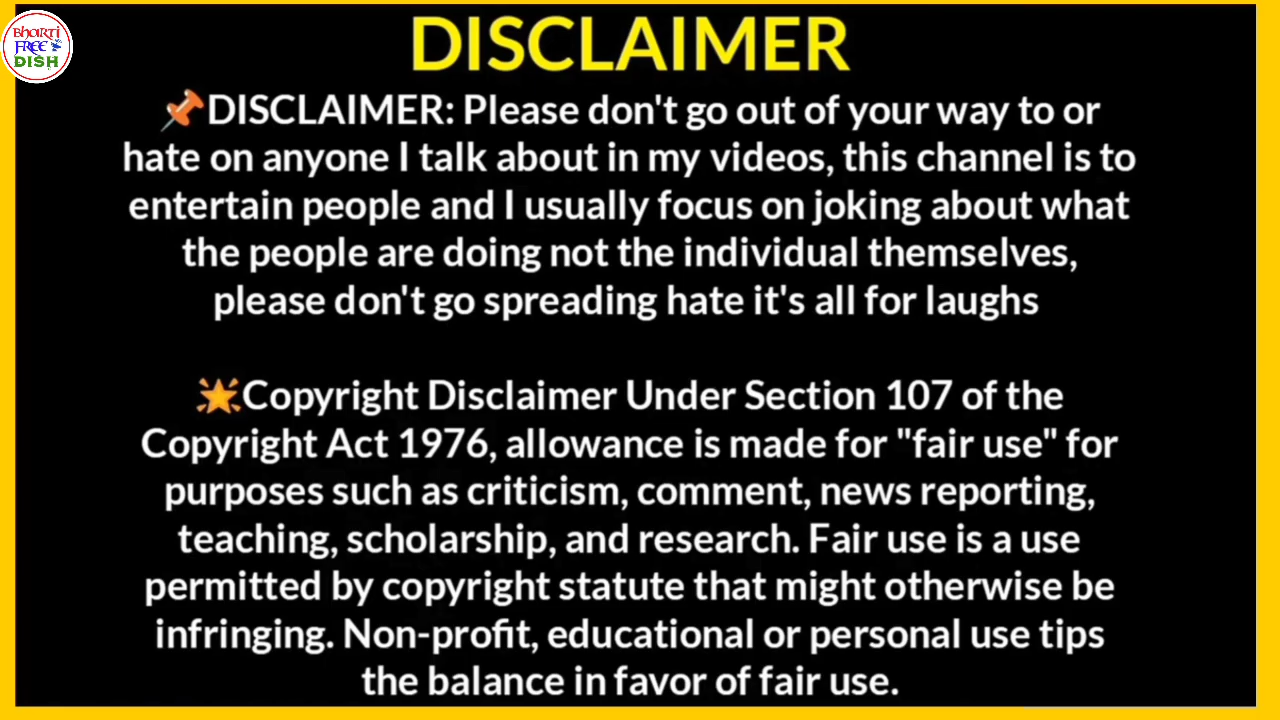 BHARTI
FREE
DISH
DISCLAIMER
📌DISCLAIMER: Please don't go out of your way to or
hate on anyone I talk about in my videos, this channel is to
entertain people and I usually focus on joking about what
the people are doing not the individual themselves,
please don't go spreading hate it's all for laughs
🌟Copyright Disclaimer Under Section 107 of the
Copyright Act 1976, allowance is made for "fair use" for
purposes such as criticism, comment, news reporting,
teaching, scholarship, and research. Fair use is a use
permitted by copyright statute that might otherwise be
infringing. Non-profit, educational or personal use tips
the balance in favor of fair use.